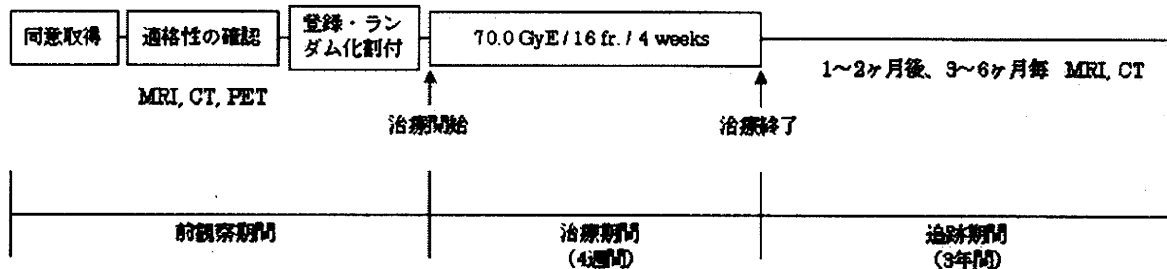 同意取得
適格性の確認
登録・ラン
ダム化割付
70.0 GyE / 16 fr. / 4 weeks
MRI, CT, PET
1～2ヶ月後、3～6ヶ月毎 MRI, CT
治療開始
治療終了
前観察期間
治療期間
(4週間)
追跡期間
(3年間)